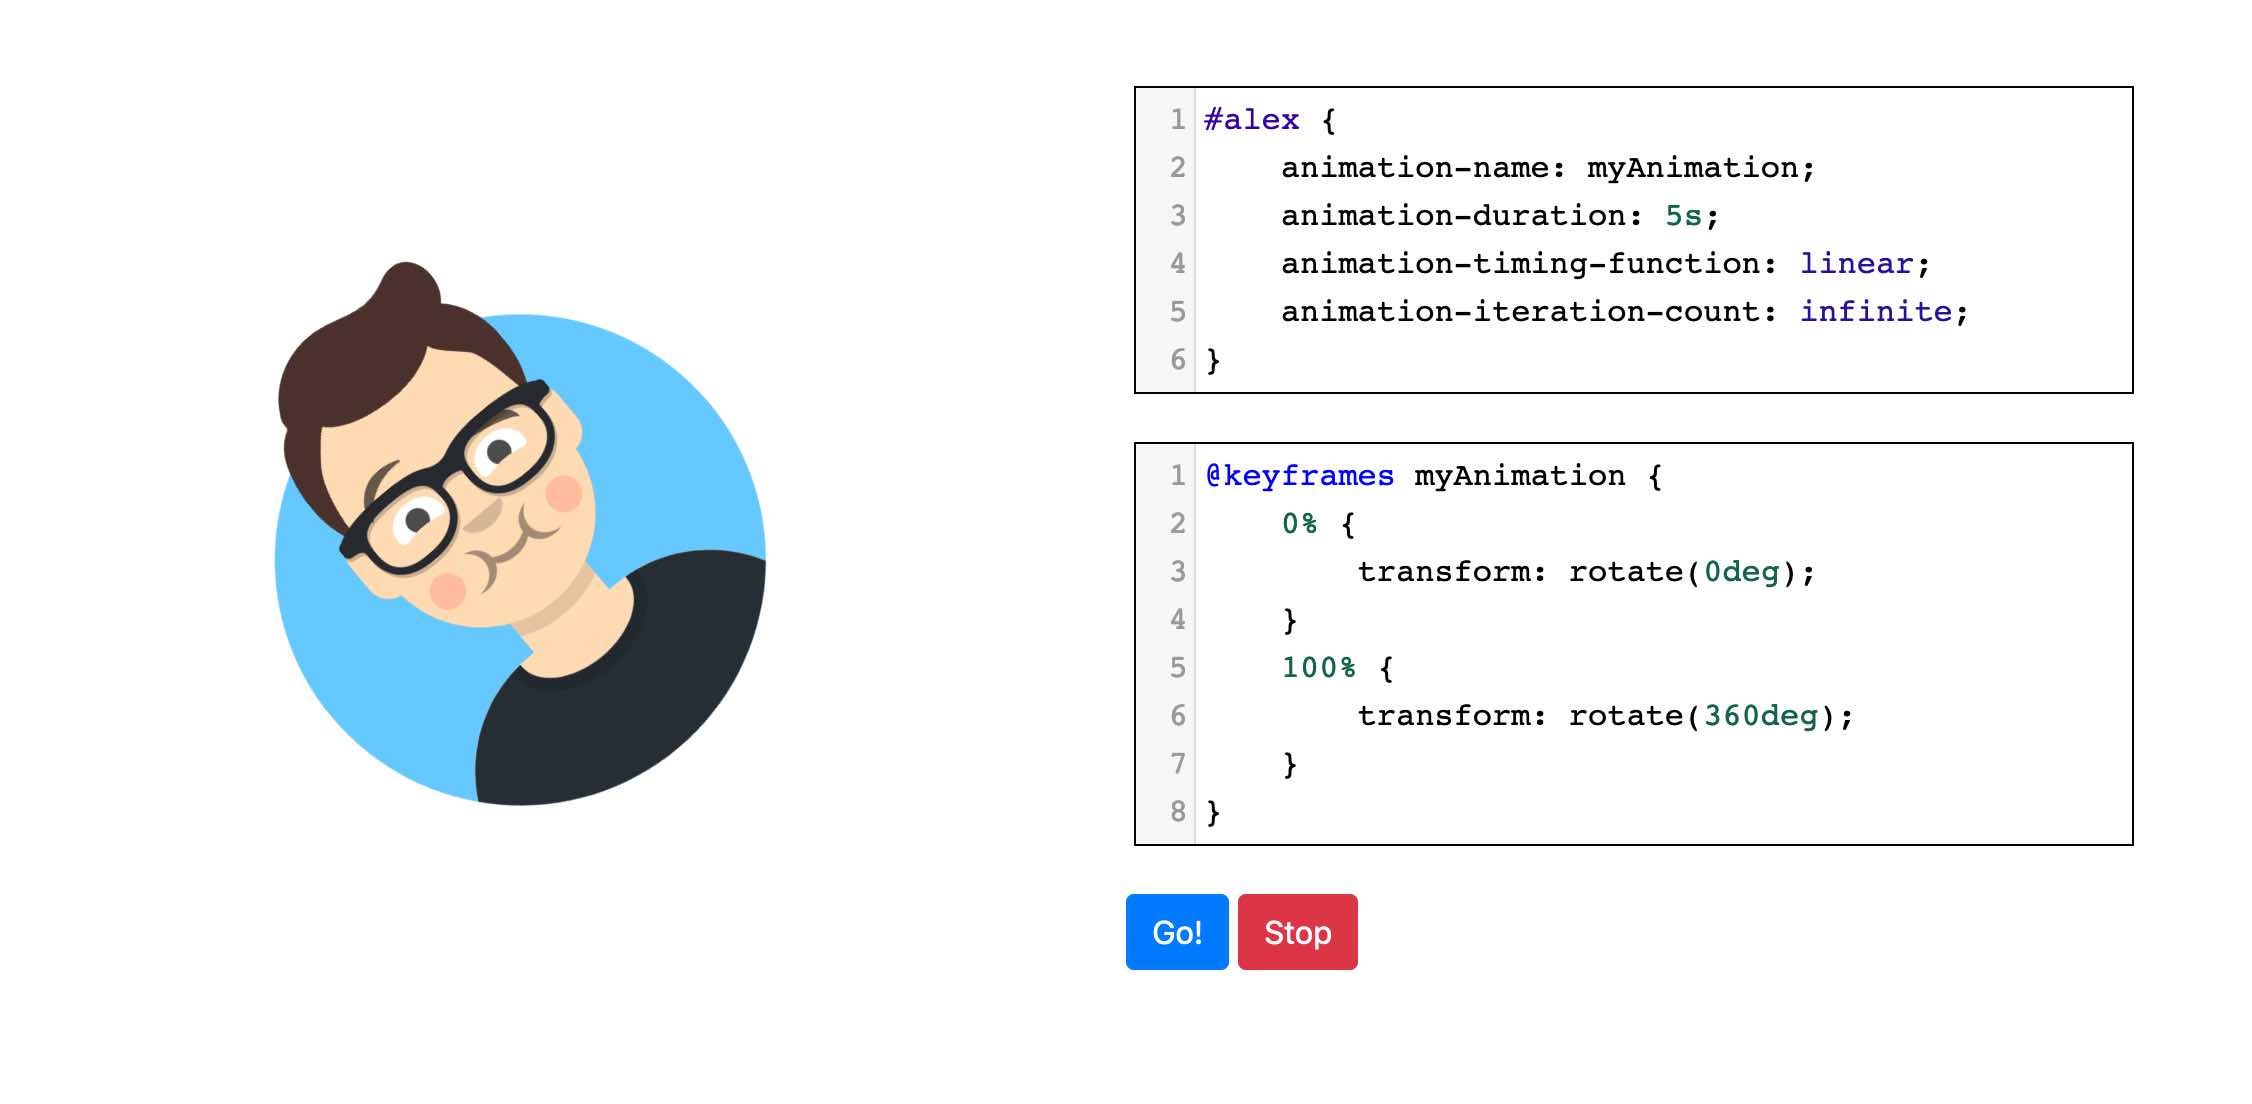 1 #alex {
2     animation-name: myAnimation;
3     animation-duration: 5s;
4     animation-timing-function: linear;
5     animation-iteration-count: infinite;
6 }
1 @keyframes myAnimation {
2     0% {
3         transform: rotate(0deg);
4     }
5     100% {
6         transform: rotate(360deg);
7     }
8 }
Go! Stop